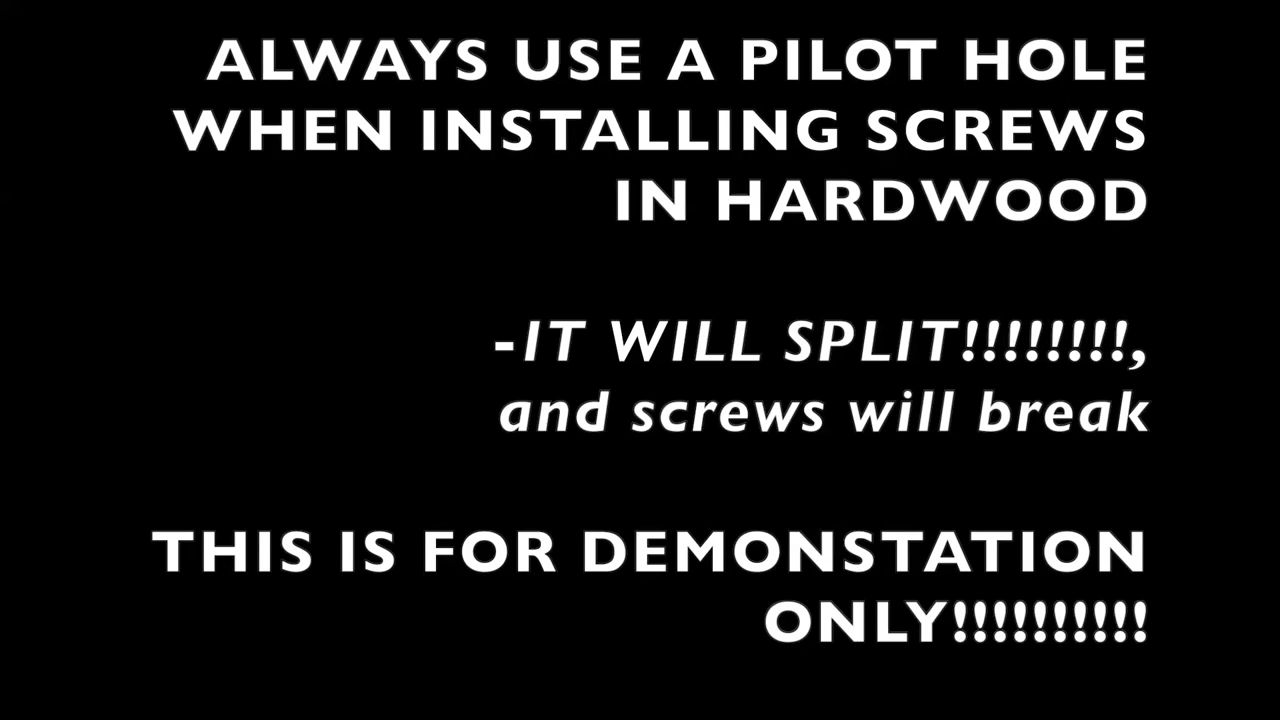 ALWAYS USE A PILOT HOLE
WHEN INSTALLING SCREWS
IN HARDWOOD
-IT WILL SPLIT!!!!!!!!!,
and screws will break
THIS IS FOR DEMONSTATION
ONLY!!!!!!!!!!